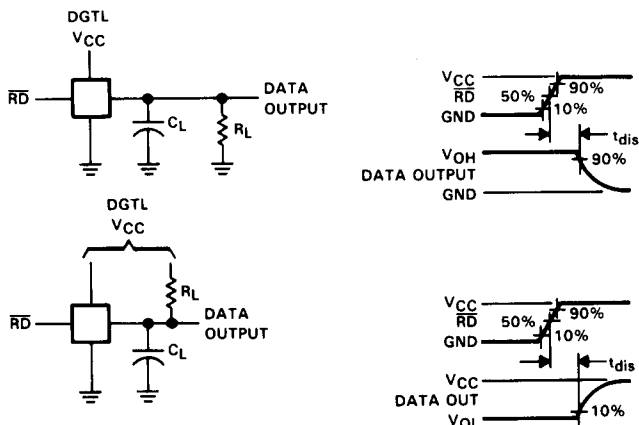 DGTL
VCC
RD
DATA
OUTPUT
CL
RL
VCC
RD
GND
50%
90%
10%
tdis
VOH
DATA OUTPUT
GND
90%
DGTL
VCC
RL
RD
DATA
OUTPUT
CL
VCC
RD
GND
50%
90%
10%
tdis
VCC
DATA OUT
VOL
10%